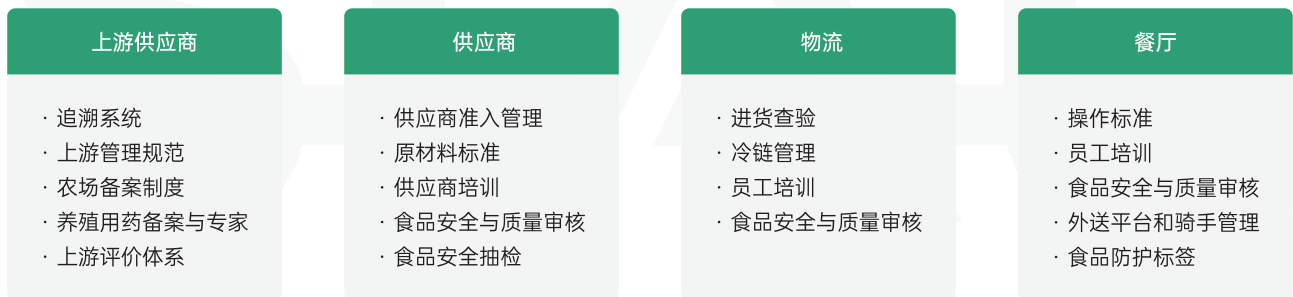 上游供应商
· 追溯系统
· 上游管理规范
· 农场备案制度
· 养殖用药备案与专家
· 上游评价体系
供应商
· 供应商准入管理
· 原材料标准
· 供应商培训
· 食品安全与质量审核
· 食品安全抽检
物流
· 进货查验
· 冷链管理
· 员工培训
· 食品安全与质量审核
餐厅
· 操作标准
· 员工培训
· 食品安全与质量审核
· 外送平台和骑手管理
· 食品防护标签